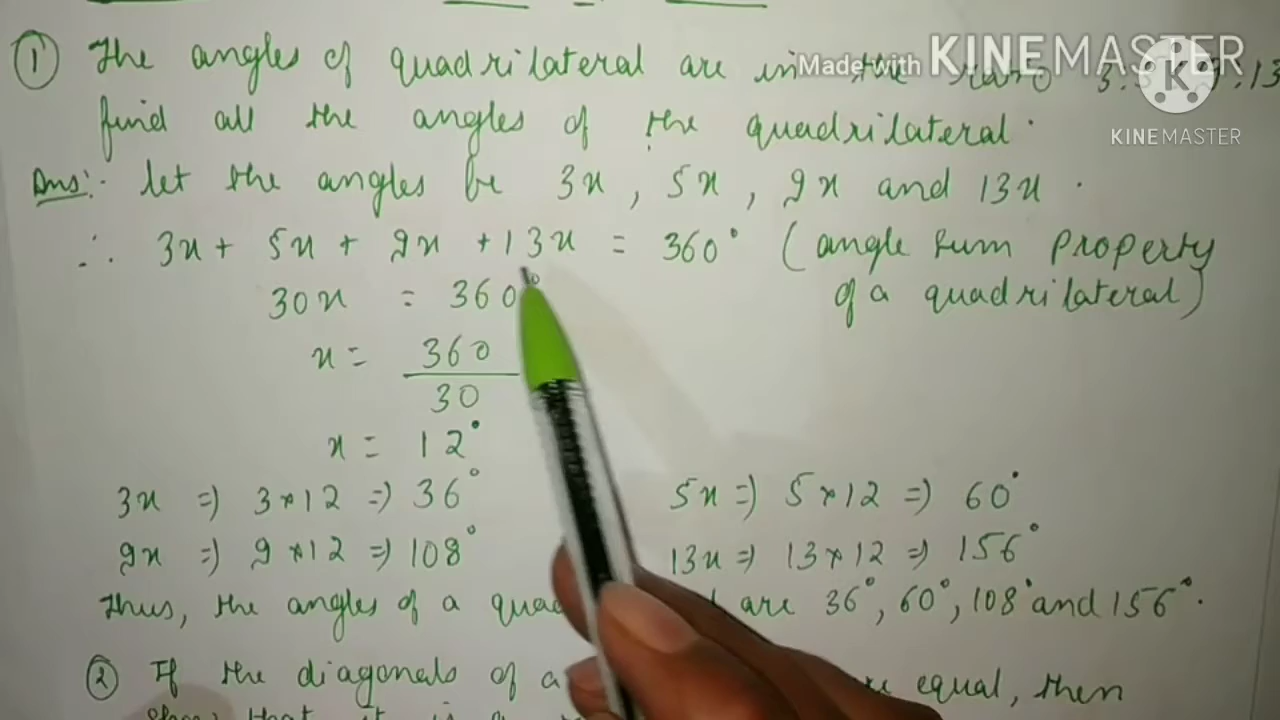 ① The angles of quadrilateral are in the ratio 3:5 13
find all the angles of the quadrilateral.
Ans:- let the angles be 3x, 5x, 9x and 13x.
∴ 3x + 5x + 9x + 13x = 360° (angle sum property
of a quadrilateral)
30x = 360°
x = 360
30
x = 12°
3x => 3×12 => 36° 5x => 5×12 => 60°
9x => 9×12 => 108° 13x => 13×12 => 156°
Thus, the angles of a are 36°, 60°, 108° and 156°.
② If the diagonals of a equal, then
that it is a
Made with KINEMASTER
KINEMASTER